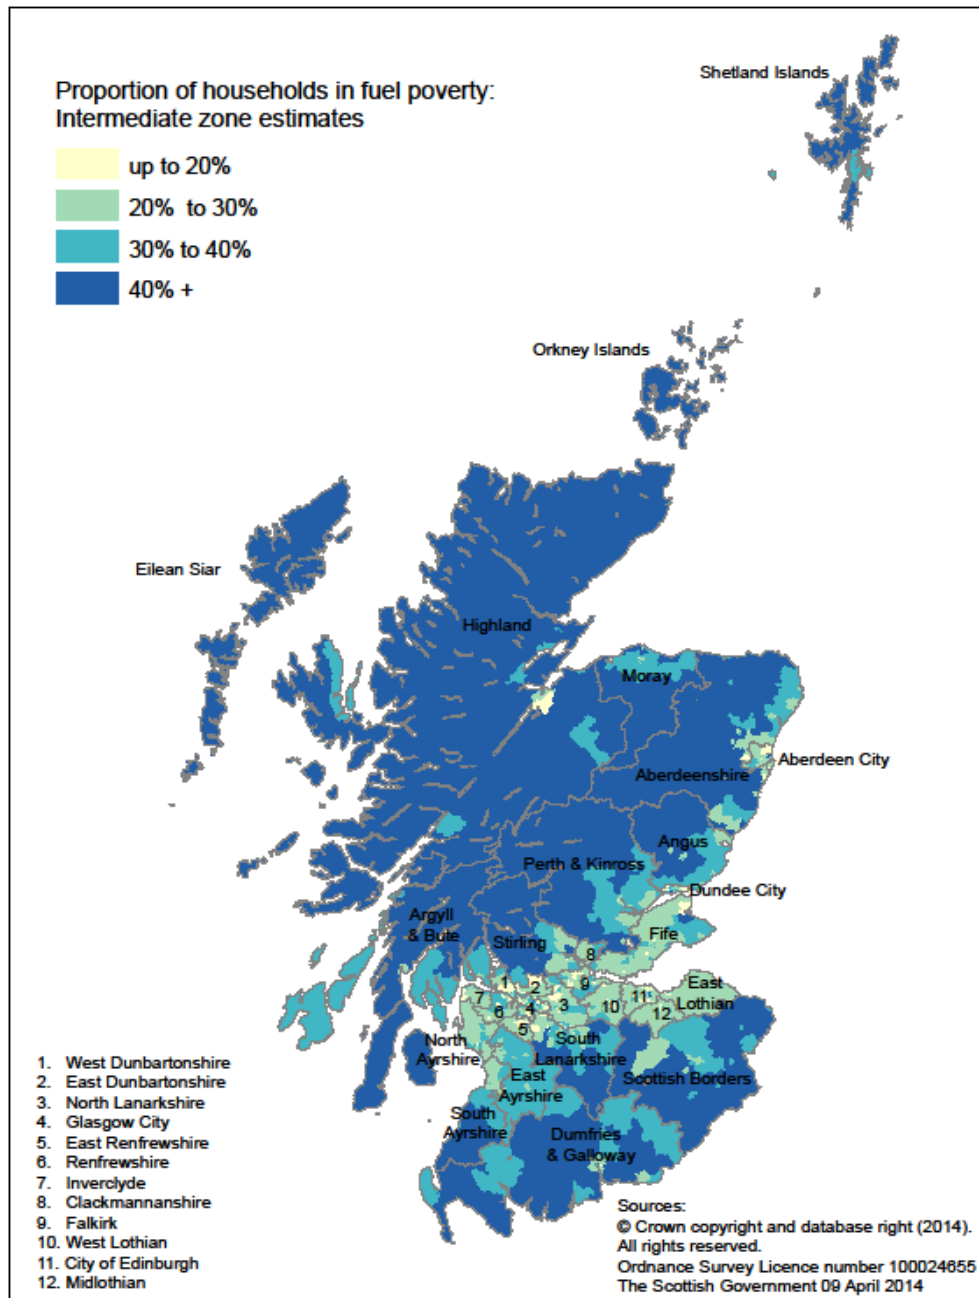 Proportion of households in fuel poverty:
Intermediate zone estimates
up to 20%
20% to 30%
30% to 40%
40% +
Shetland Islands
Orkney Islands
Eilean Siar
Highland
Moray
Aberdeen City
Aberdeenshire
Angus
Perth & Kinross
Dundee City
Argyll
& Bute
Stirling
Fife
8
1
2
9
11
East
Lothian
7
6
4
3
10
12
5
North
Ayrshire
South
Lanarkshire
East
Ayrshire
Scottish Borders
South
Ayrshire
Dumfries
& Galloway
1. West Dunbartonshire
2. East Dunbartonshire
3. North Lanarkshire
4. Glasgow City
5. East Renfrewshire
6. Renfrewshire
7. Inverclyde
8. Clackmannanshire
9. Falkirk
10. West Lothian
11. City of Edinburgh
12. Midlothian
Sources:
© Crown copyright and database right (2014).
All rights reserved.
Ordnance Survey Licence number 100024655
The Scottish Government 09 April 2014